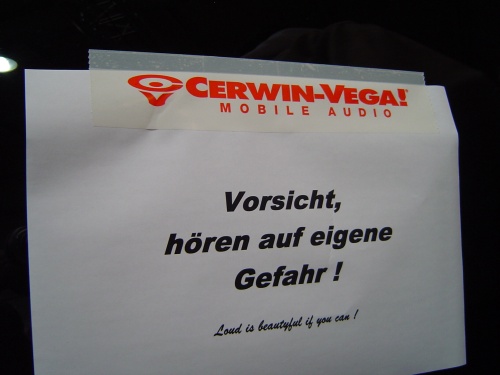 CERWIN-VEGA!
MOBILE AUDIO
Vorsicht,
hören auf eigene
Gefahr !
Loud is beautyful if you can !